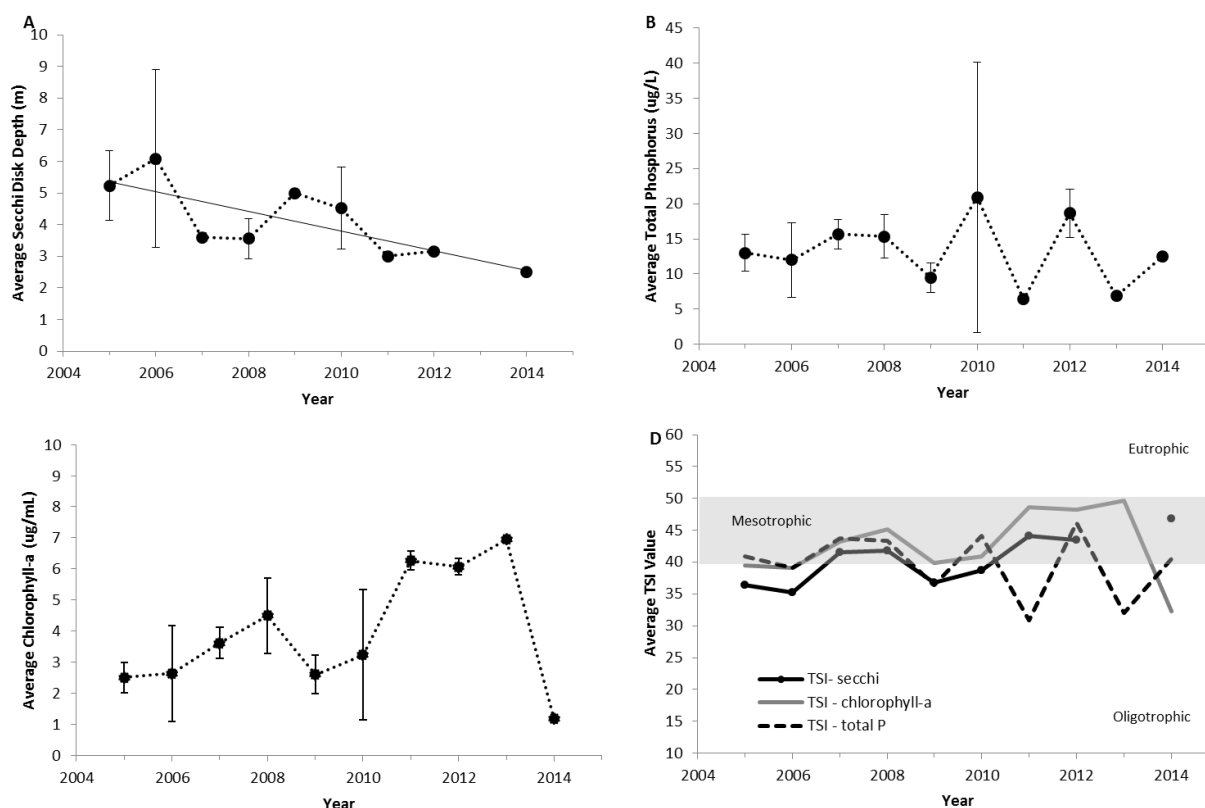 A
Average Secchi Disk Depth (m)
10
9
8
7
6
5
4
3
2
1
0
2004 2006 2008 2010 2012 2014
Year
B
Average Total Phosphorus (ug/L)
45
40
35
30
25
20
15
10
5
0
2004 2006 2008 2010 2012 2014
Year
Average Chlorophyll-a (ug/mL)
10
9
8
7
6
5
4
3
2
1
0
2004 2006 2008 2010 2012 2014
Year
D
Average TSI Value
60
55
50
45
40
35
30
25
20
15
10
Eutrophic
Mesotrophic
TSI- secchi
TSI - chlorophyll-a
TSI - total P
Oligotrophic
2004 2006 2008 2010 2012 2014
Year